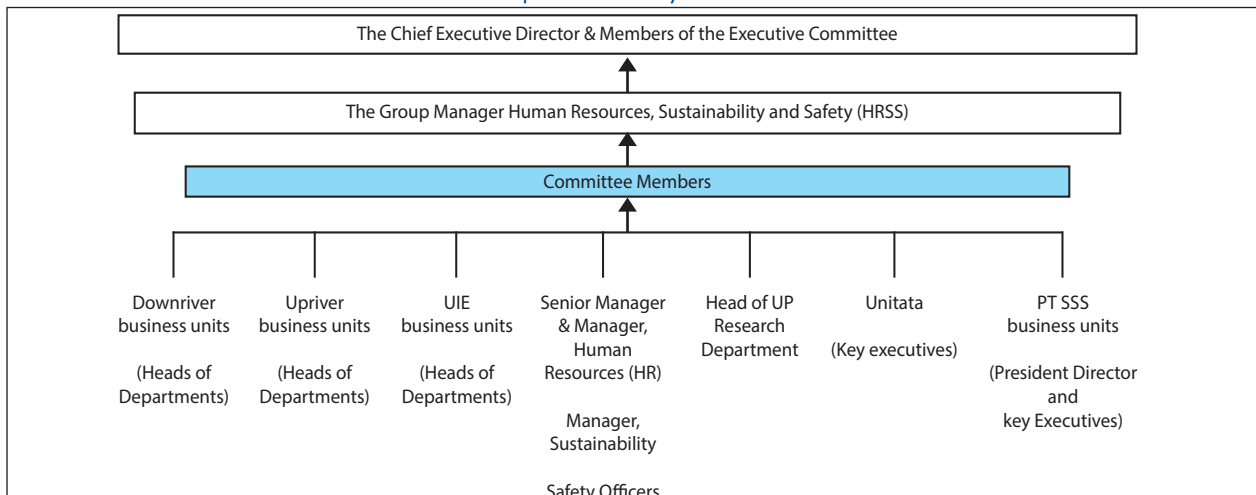 The Chief Executive Director & Members of the Executive Committee
The Group Manager Human Resources, Sustainability and Safety (HRSS)
Committee Members
Downriver
business units
(Heads of
Departments)
Upriver
business units
(Heads of
Departments)
UIE
business units
(Heads of
Departments)
Senior Manager
& Manager,
Human
Resources (HR)
Manager,
Sustainability
Safety Officers
Head of UP
Research
Department
Unitata
(Key executives)
PT SSS
business units
(President Director
and
key Executives)